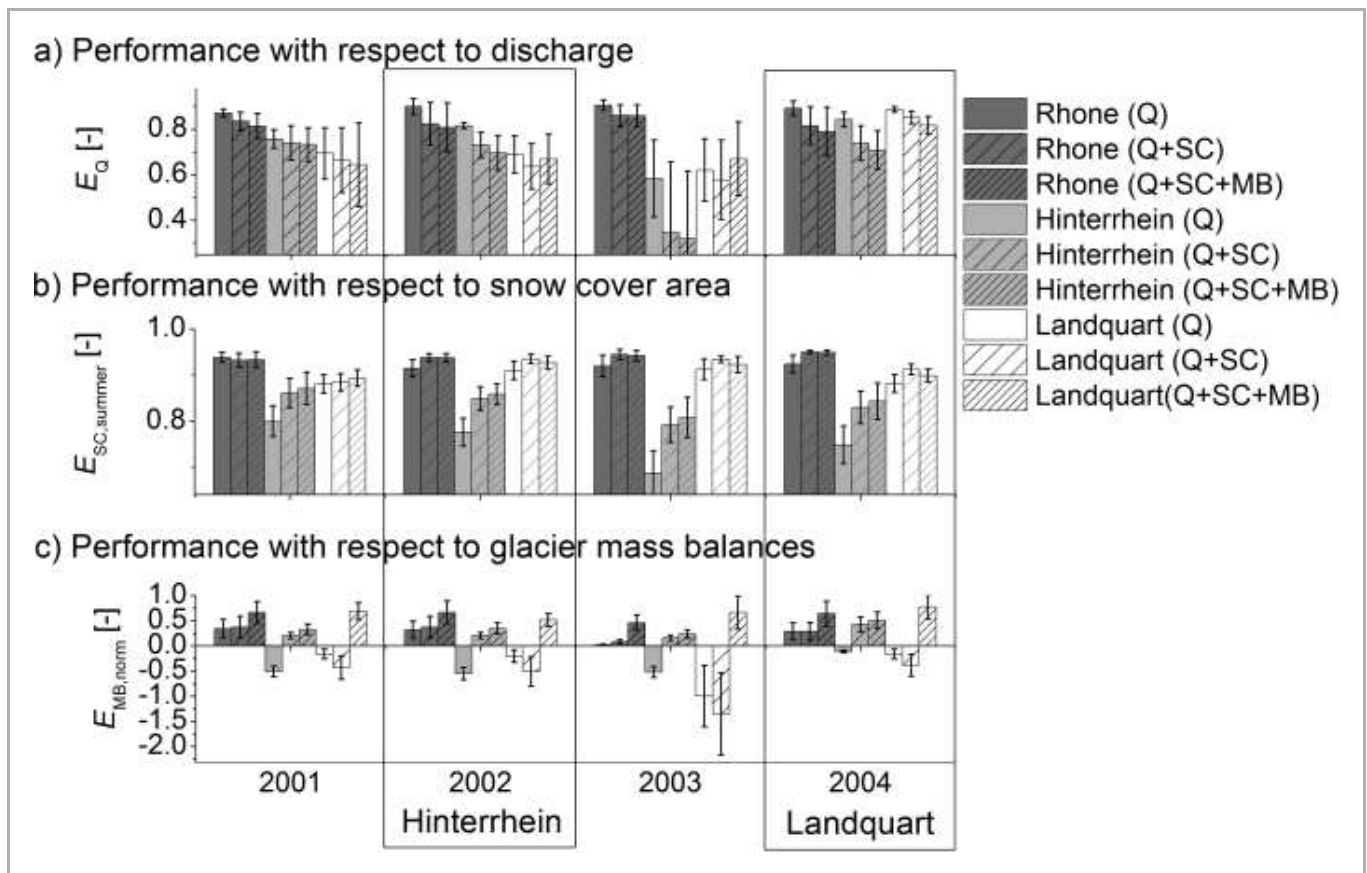 a) Performance with respect to discharge
E_Q [-]
0.8
0.6
0.4
Rhone (Q)
Rhone (Q+SC)
Rhone (Q+SC+MB)
Hinterrhein (Q)
Hinterrhein (Q+SC)
Hinterrhein (Q+SC+MB)
Landquart (Q)
Landquart (Q+SC)
Landquart(Q+SC+MB)
b) Performance with respect to snow cover area
E_SC,summer [-]
1.0
0.8
c) Performance with respect to glacier mass balances
E_MB,norm [-]
1.0
0.5
0.0
-0.5
-1.0
-1.5
-2.0
2001 2002 2003 2004
Hinterrhein Landquart